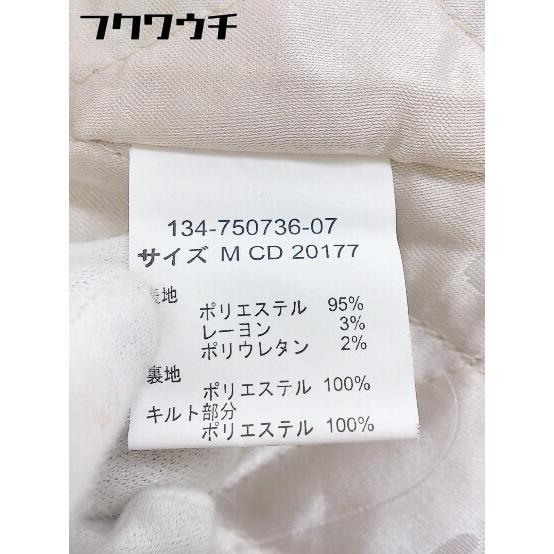 フクワウチ
134-750736-07
サイズ M CD 20177
表地
ポリエステル 95%
レーヨン 3%
ポリウレタン 2%
裏地
ポリエステル 100%
キルト部分
ポリエステル 100%